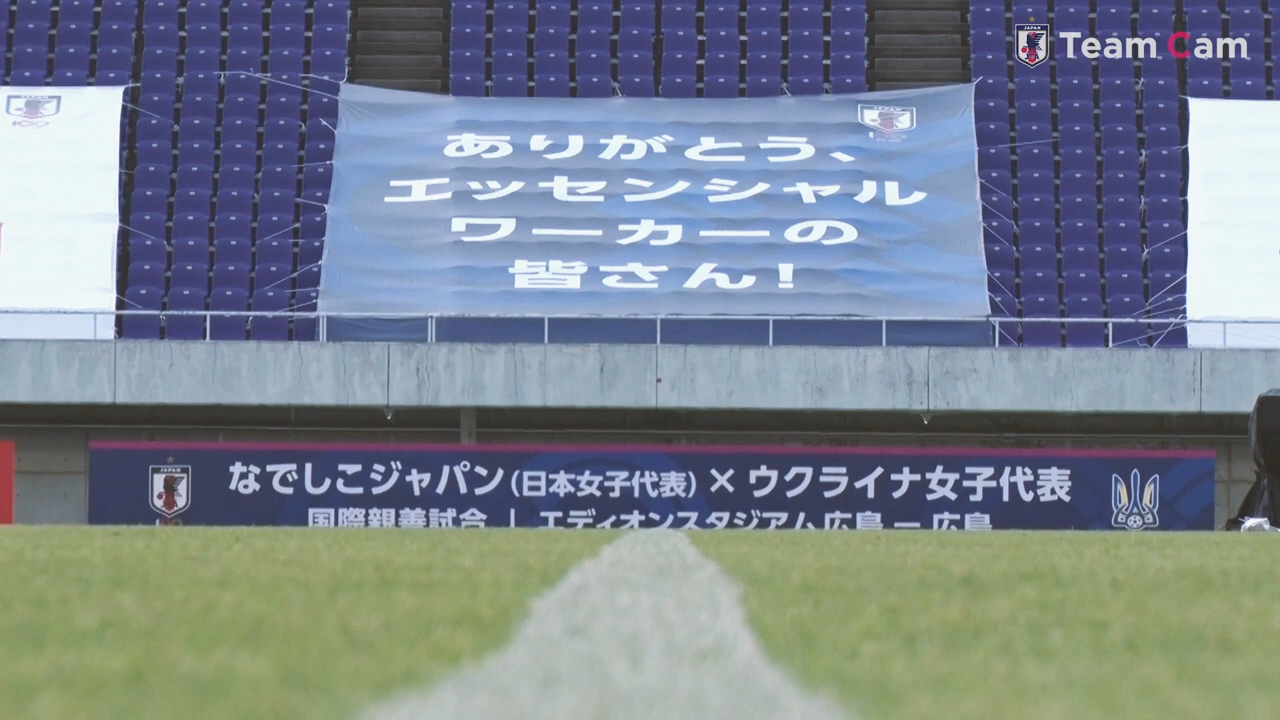 JAPAN
Team Cam
ありがとう、
エッセンシャル
ワーカーの
皆さん!
JAPAN
なでしこジャパン(日本女子代表)×ウクライナ女子代表
国際親善試合 | エディオンスタジアム広島 ー 広島